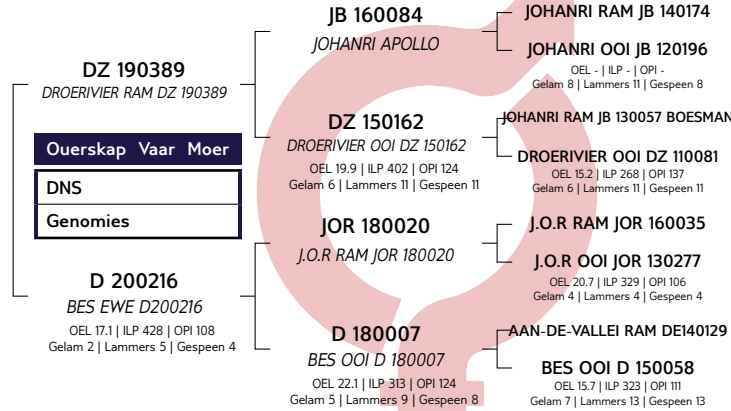 DZ 190389
DROERIVIER RAM DZ 190389
Ouerskap Vaar Moer
DNS
Genomies
D 200216
BES EWE D200216
OEL 17.1 | ILP 428 | OPI 108
Gelam 2 | Lammers 5 | Gespeen 4
JB 160084
JOHANRI APOLLO
DZ 150162
DROERIVIER OOI DZ 150162
OEL 19.9 | ILP 402 | OPI 124
Gelam 6 | Lammers 11 | Gespeen 11
JOR 180020
J.O.R RAM JOR 180020
D 180007
BES OOI D 180007
OEL 22.1 | ILP 313 | OPI 124
Gelam 5 | Lammers 9 | Gespeen 8
JOHANRI RAM JB 140174
JOHANRI OOI JB 120196
OEL - | ILP - | OPI -
Gelam 8 | Lammers 11 | Gespeen 8
JOHANRI RAM JB 130057 BOESMAN
DROERIVIER OOI DZ 110081
OEL 15.2 | ILP 268 | OPI 137
Gelam 6 | Lammers 11 | Gespeen 11
J.O.R RAM JOR 160035
J.O.R OOI JOR 130277
OEL 20.7 | ILP 329 | OPI 106
Gelam 4 | Lammers 4 | Gespeen 4
AAN-DE-VALLEI RAM DE140129
BES OOI D 150058
OEL 15.7 | ILP 323 | OPI 111
Gelam 7 | Lammers 13 | Gespeen 13